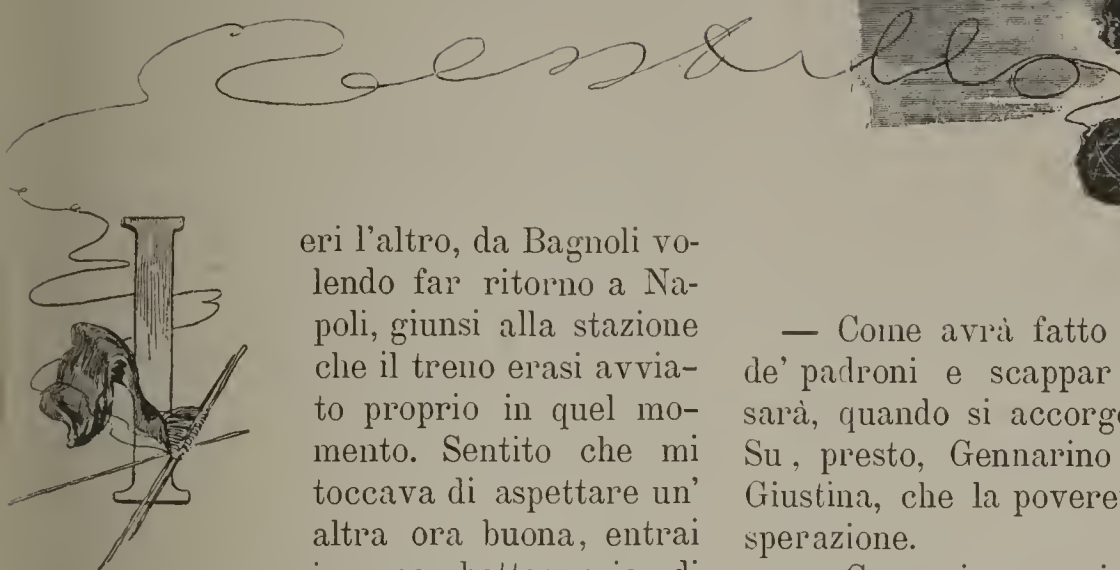 Ieri l'altro, da Bagnoli vo-
lendo far ritorno a Na-
poli, giunsi alla stazione
che il treno erasi avvia-
to proprio in quel mo-
mento. Sentito che mi
toccava di aspettare un'
altra ora buona, entrai
— Come avrà fatto
de' padroni e scappar
sarà, quando si accorg
Su, presto, Gennarino
Giustina, che la povere
sperazione.